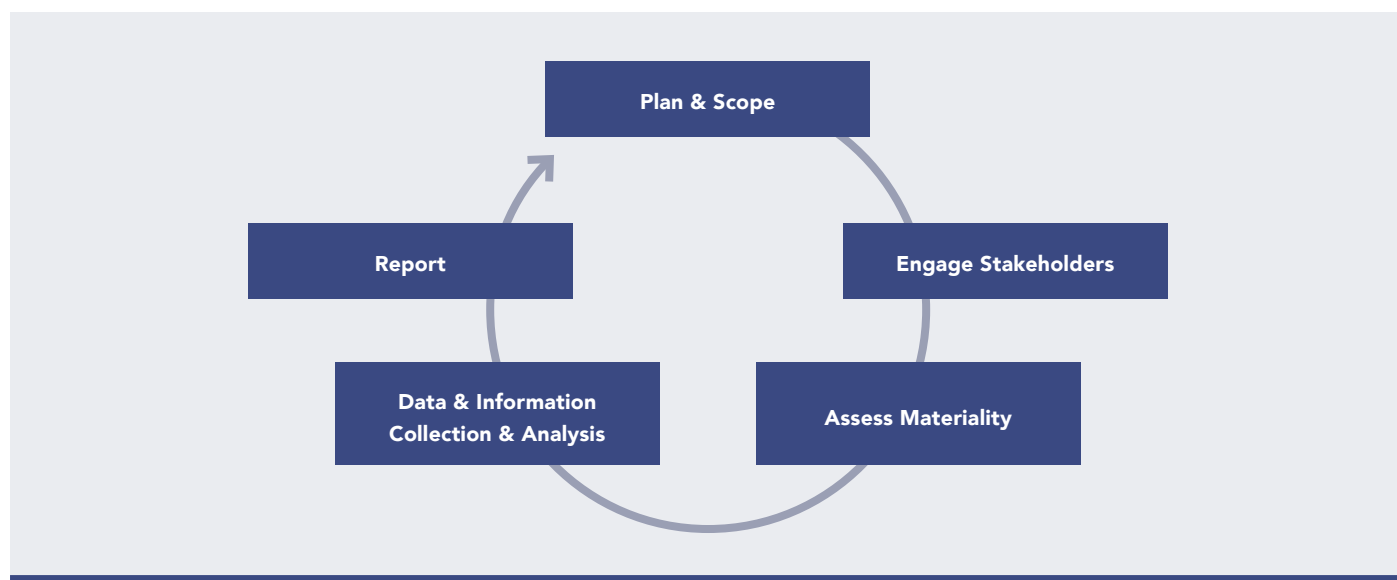 Plan & Scope
Engage Stakeholders
Assess Materiality
Data & Information
Collection & Analysis
Report